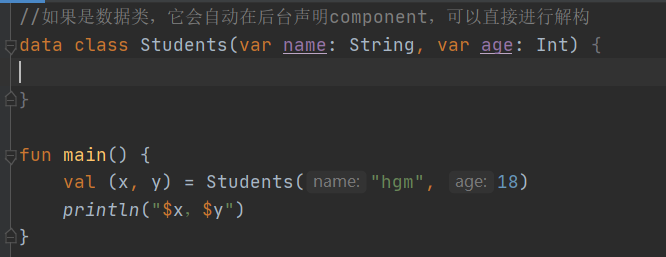 //如果是数据类，它会自动在后台声明component，可以直接进行解构
data class Students(var name: String, var age: Int) {
}
fun main() {
val (x, y) = Students( name: "hgm", age: 18)
println("$x，$y")
}